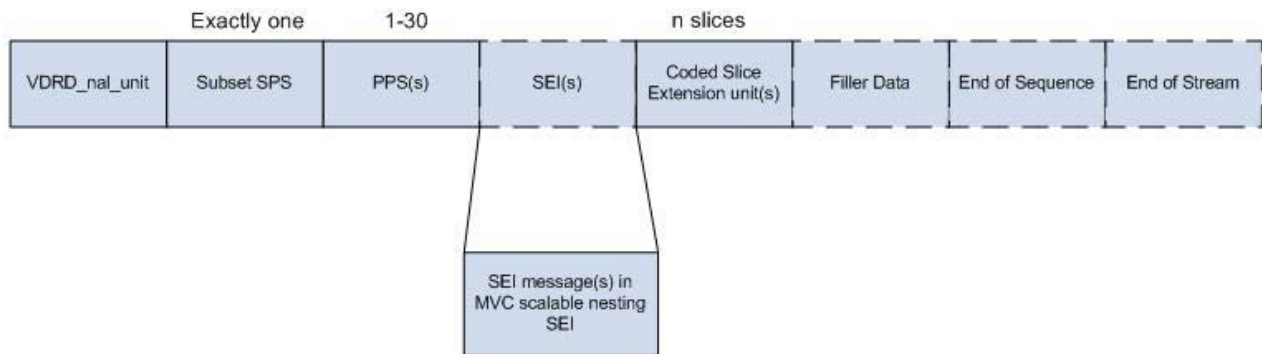 Exactly one
1-30
n slices
VDRD_nal_unit
Subset SPS
PPS(s)
SEI(s)
Coded Slice
Extension unit(s)
Filler Data
End of Sequence
End of Stream
SEI message(s) in
MVC scalable nesting
SEI